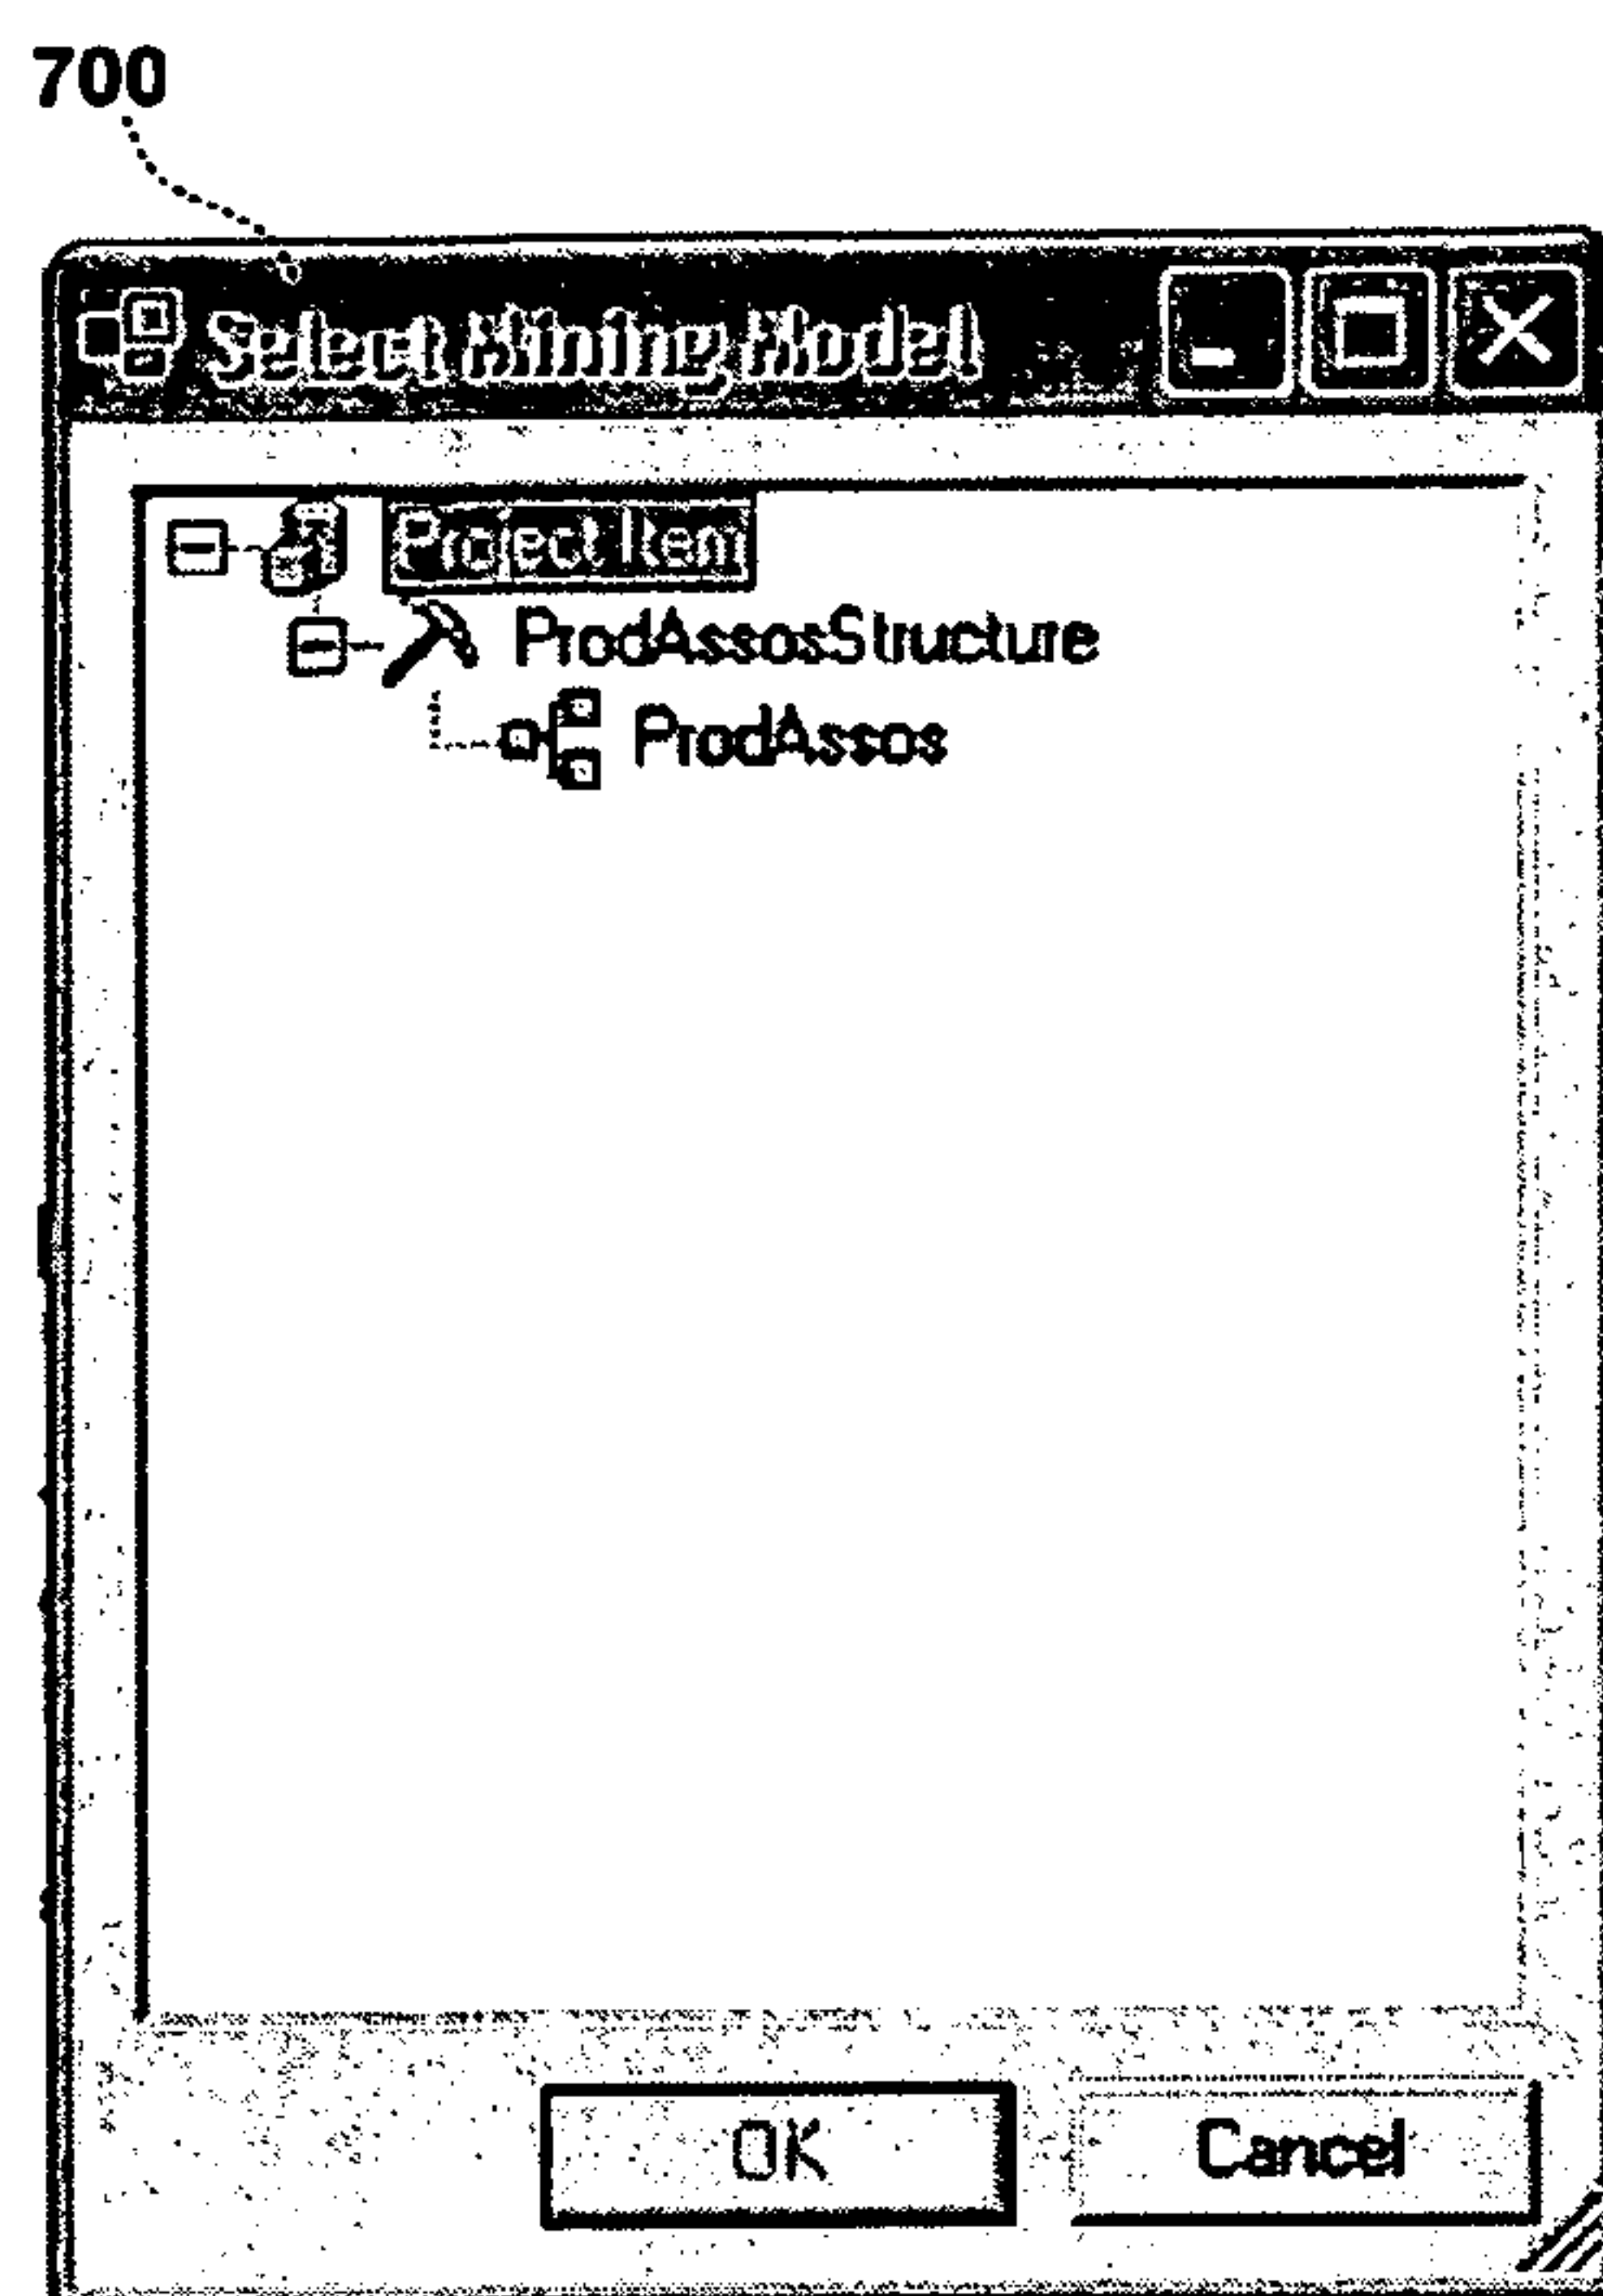 700
Select Mining Model
Project Item
ProdAssosStructure
ProdAssos
OK
Cancel